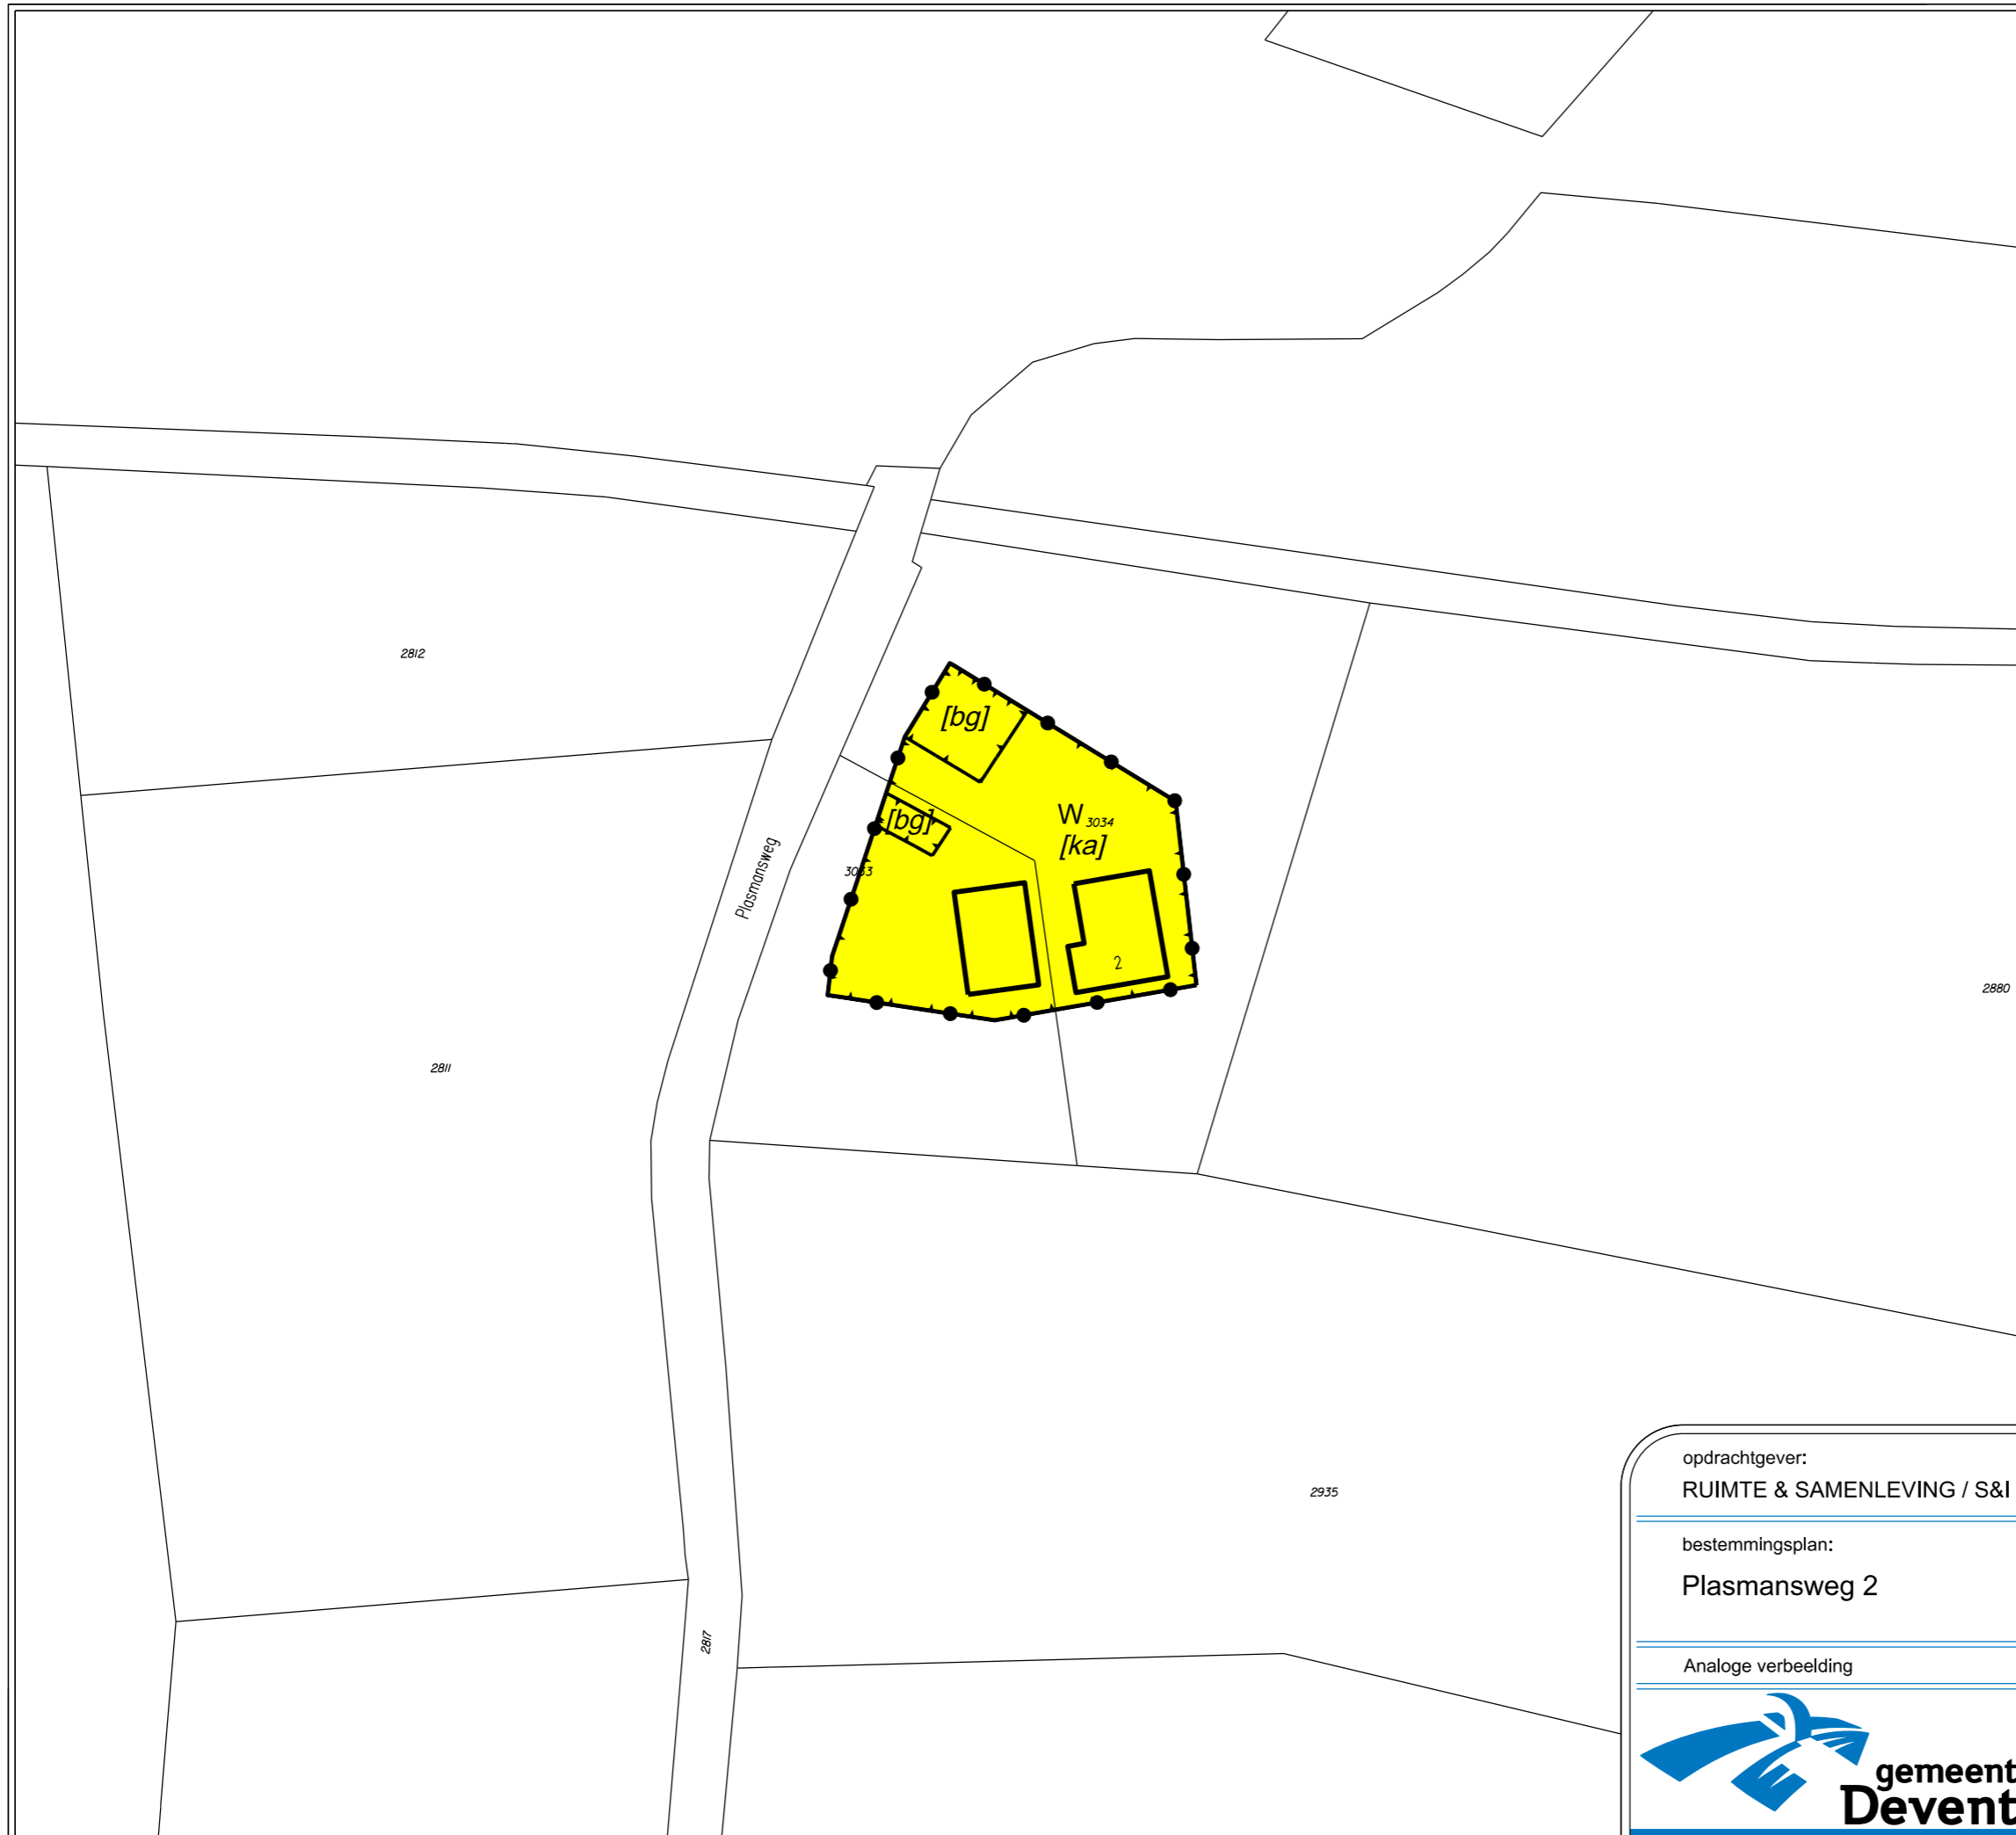 2812
[bg]
W 3034
[ka]
[bg]
3033
Plasmansweg
2
2880
2811
2935
2817
opdrachtgever:
RUIMTE & SAMENLEVING / S&I
bestemmingsplan:
Plasmansweg 2
Analoge verbeelding
gemeent
Devent